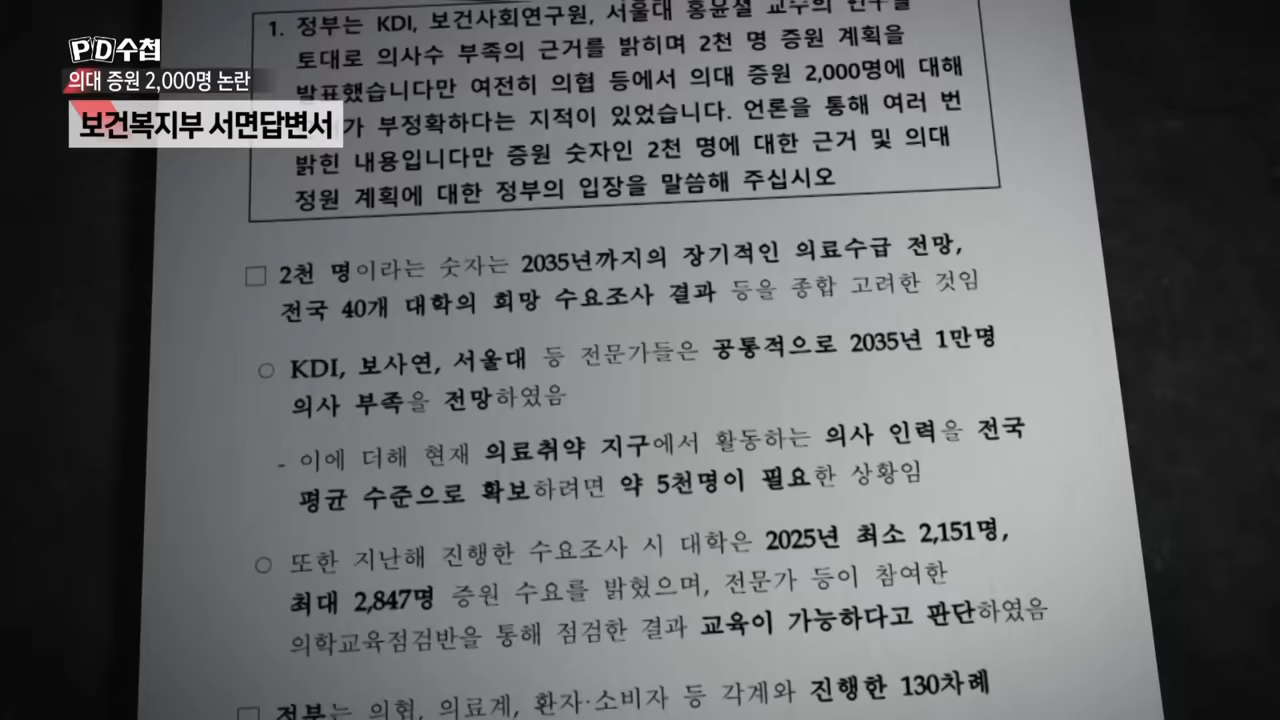 PD수첩
의대 증원 2,000명 논란
보건복지부 서면답변서
1. 정부는 KDI, 보건사회연구원, 서울대 홍윤철 교수의 연구를
토대로 의사수 부족의 근거를 밝히며 2천 명 증원 계획을
발표했습니다만 여전히 의협 등에서 의대 증원 2,000명에 대해
가 부정확하다는 지적이 있었습니다. 언론을 통해 여러 번
밝힌 내용입니다만 증원 숫자인 2천 명에 대한 근거 및 의대
정원 계획에 대한 정부의 입장을 말씀해 주십시오
□ 2천 명이라는 숫자는 2035년까지의 장기적인 의료수급 전망,
전국 40개 대학의 희망 수요조사 결과 등을 종합 고려한 것임
○ KDI, 보사연, 서울대 등 전문가들은 공통적으로 2035년 1만명
의사 부족을 전망하였음
- 이에 더해 현재 의료취약 지구에서 활동하는 의사 인력을 전국
평균 수준으로 확보하려면 약 5천명이 필요한 상황임
○ 또한 지난해 진행한 수요조사 시 대학은 2025년 최소 2,151명,
최대 2,847명 증원 수요를 밝혔으며, 전문가 등이 참여한
의학교육점검반을 통해 점검한 결과 교육이 가능하다고 판단하였음
□ 정부는 의협, 의료계, 환자·소비자 등 각계와 진행한 130차례